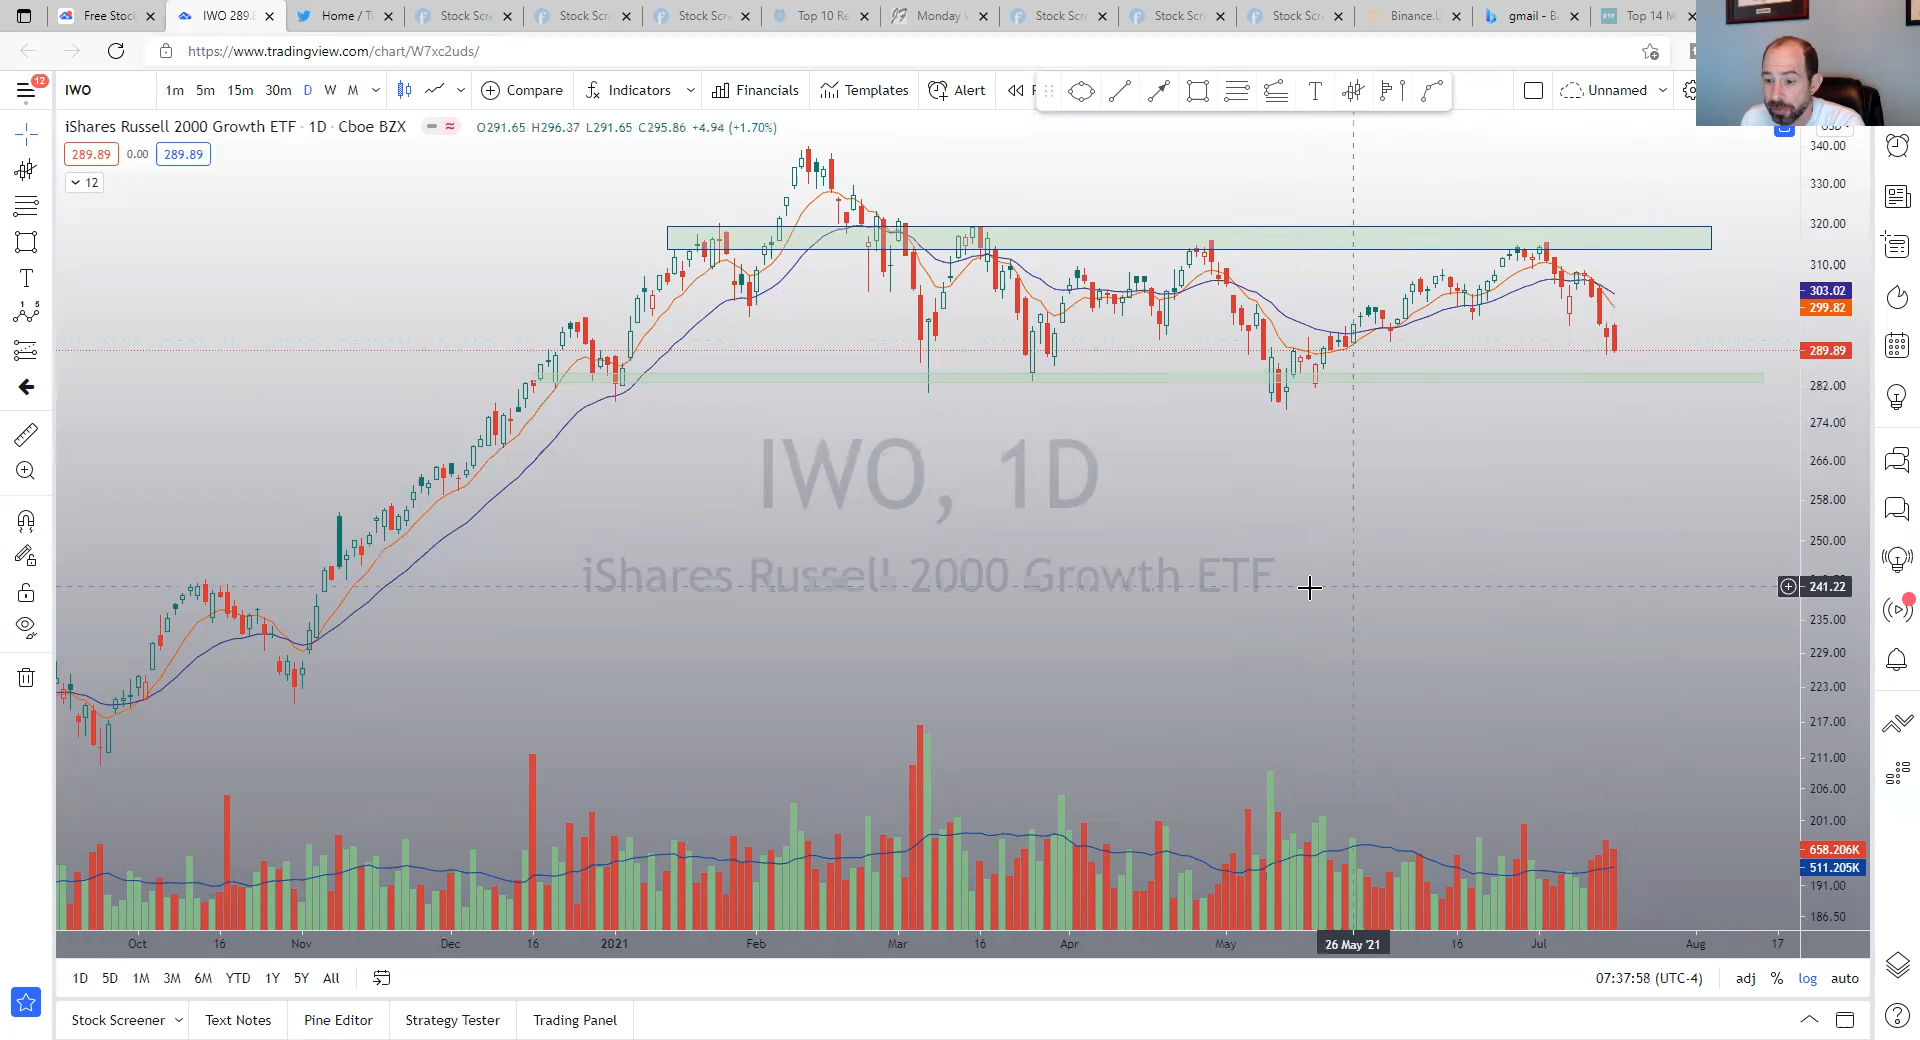 Free Stock
IWO 289.8
Home / T
Stock Scr
Stock Scr
Stock Scr
Top 10 Re
Monday
Stock Scr
Stock Scr
Stock Scr
Binance.U
gmail - B
Top 14 M
https://www.tradingview.com/chart/W7xc2uds/
12
IWO
1m 5m 15m 30m D W M
Compare
Indicators
Financials
Templates
Alert
T
Unnamed
iShares Russell 2000 Growth ETF · 1D · Cboe BZX
O291.65 H296.37 L291.65 C295.86 +4.94 (+1.70%)
289.89 0.00 289.89
12
USD
340.00
330.00
320.00
310.00
303.02
299.82
289.89
282.00
274.00
266.00
258.00
250.00
241.22
235.00
229.00
223.00
217.00
211.00
206.00
201.00
658.206K
511.205K
191.00
186.50
IWO, 1D
iShares Russell 2000 Growth ETF
Oct 16 Nov Dec 16 2021 Feb Mar 16 Apr May 26 May '21 16 Jul Aug 17
1D 5D 1M 3M 6M YTD 1Y 5Y All
07:37:58 (UTC-4) adj % log auto
Stock Screener Text Notes Pine Editor Strategy Tester Trading Panel